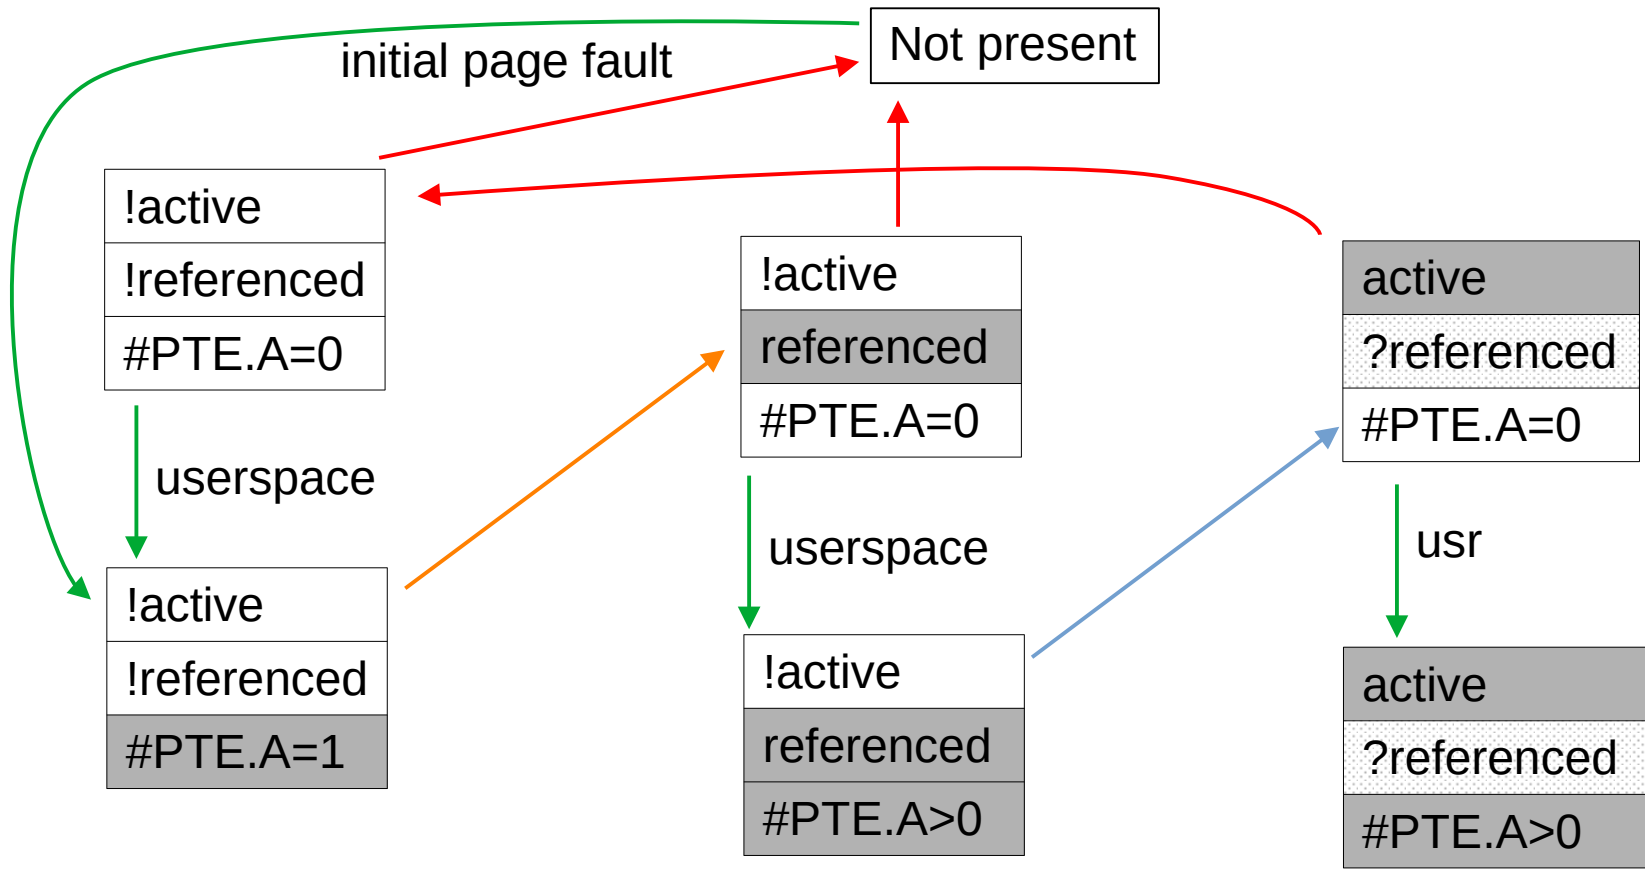 Not present
initial page fault
!active
!referenced
#PTE.A=0
userspace
!active
!referenced
#PTE.A=1
!active
referenced
#PTE.A=0
userspace
!active
referenced
#PTE.A>0
active
?referenced
#PTE.A=0
usr
active
?referenced
#PTE.A>0